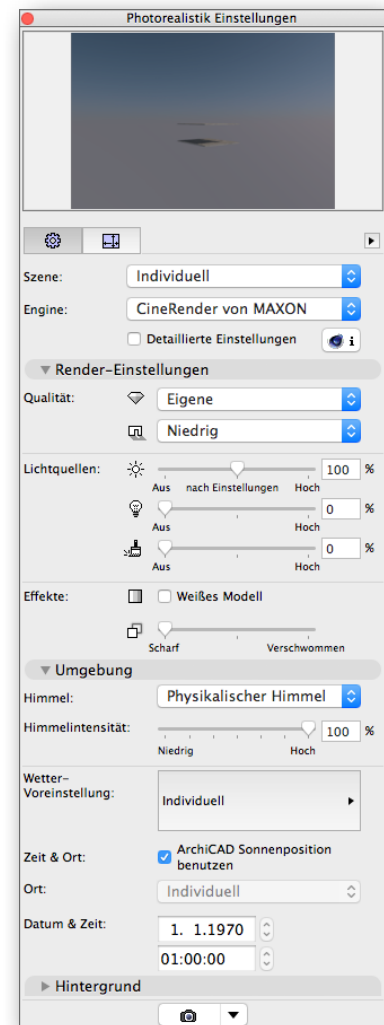 Photorealistik Einstellungen
Szene: Individuell
Engine: CineRender von MAXON
Detaillierte Einstellungen i
Render-Einstellungen
Qualität: Eigene
Niedrig
Lichtquellen: 100 %
Aus nach Einstellungen Hoch
0 %
Aus Hoch
0 %
Aus Hoch
Effekte: Weißes Modell
Scharf Verschwommen
Umgebung
Himmel: Physikalischer Himmel
Himmelintensität: 100 %
Niedrig Hoch
Wetter-
Voreinstellung: Individuell
Zeit & Ort: ArchiCAD Sonnenposition
benutzen
Ort: Individuell
Datum & Zeit: 1. 1.1970
01:00:00
Hintergrund